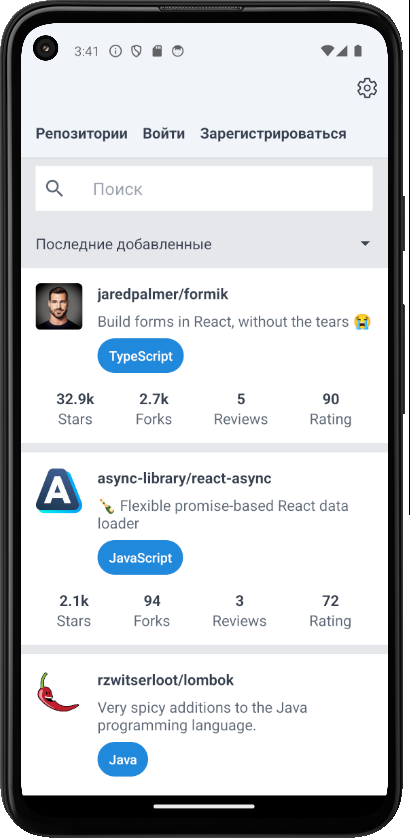 3:41
Репозитории Войти Зарегистрироваться
Поиск
Последние добавленные
jaredpalmer/formik
Build forms in React, without the tears 😭
TypeScript
32.9k 2.7k 5 90
Stars Forks Reviews Rating
A
async-library/react-async
🍾 Flexible promise-based React data
loader
JavaScript
2.1k 94 3 72
Stars Forks Reviews Rating
rzwitserloot/lombok
Very spicy additions to the Java
programming language.
Java